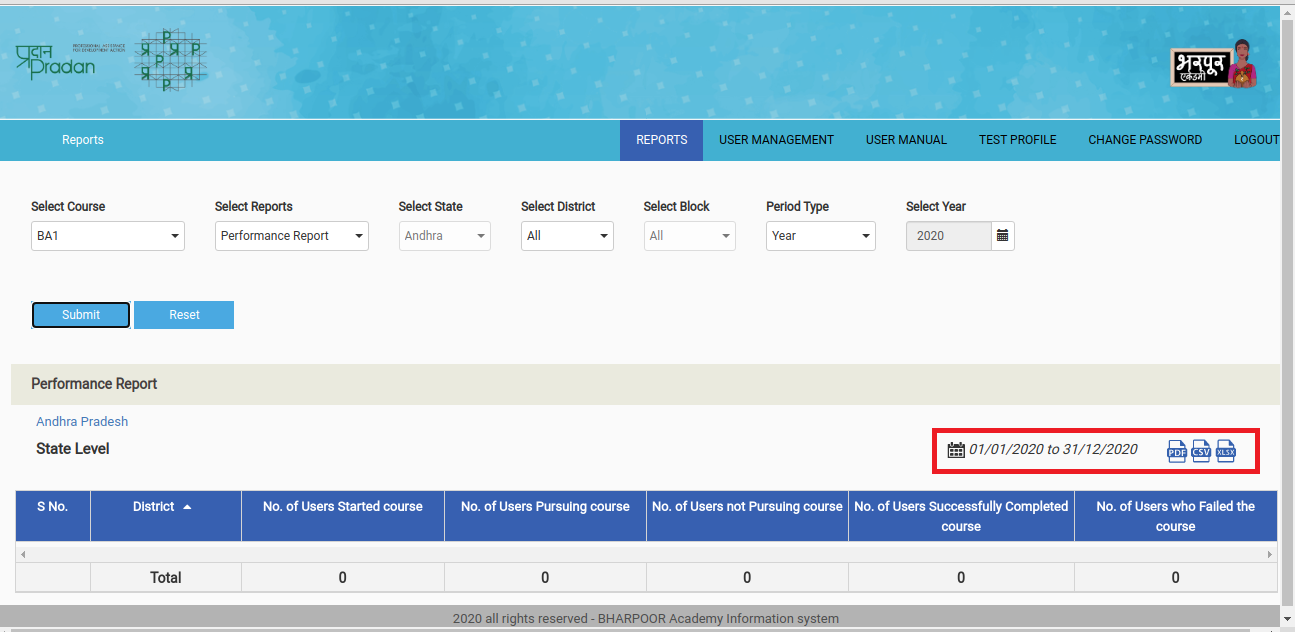 प्रदान
PROFESSIONAL ASSISTANCE
FOR DEVELOPMENT ACTION
Pradan
भरपूर
एकेडमी
Reports
REPORTS USER MANAGEMENT USER MANUAL TEST PROFILE CHANGE PASSWORD LOGOUT
Select Course Select Reports Select State Select District Select Block Period Type Select Year
BA1 Performance Report Andhra All All Year 2020
Submit Reset
Performance Report
Andhra Pradesh
State Level
01/01/2020 to 31/12/2020 PDF CSV XLSX
S No. District No. of Users Started course No. of Users Pursuing course No. of Users not Pursuing course No. of Users Successfully Completed course No. of Users who Failed the course
Total 0 0 0 0 0
2020 all rights reserved - BHARPOOR Academy Information system